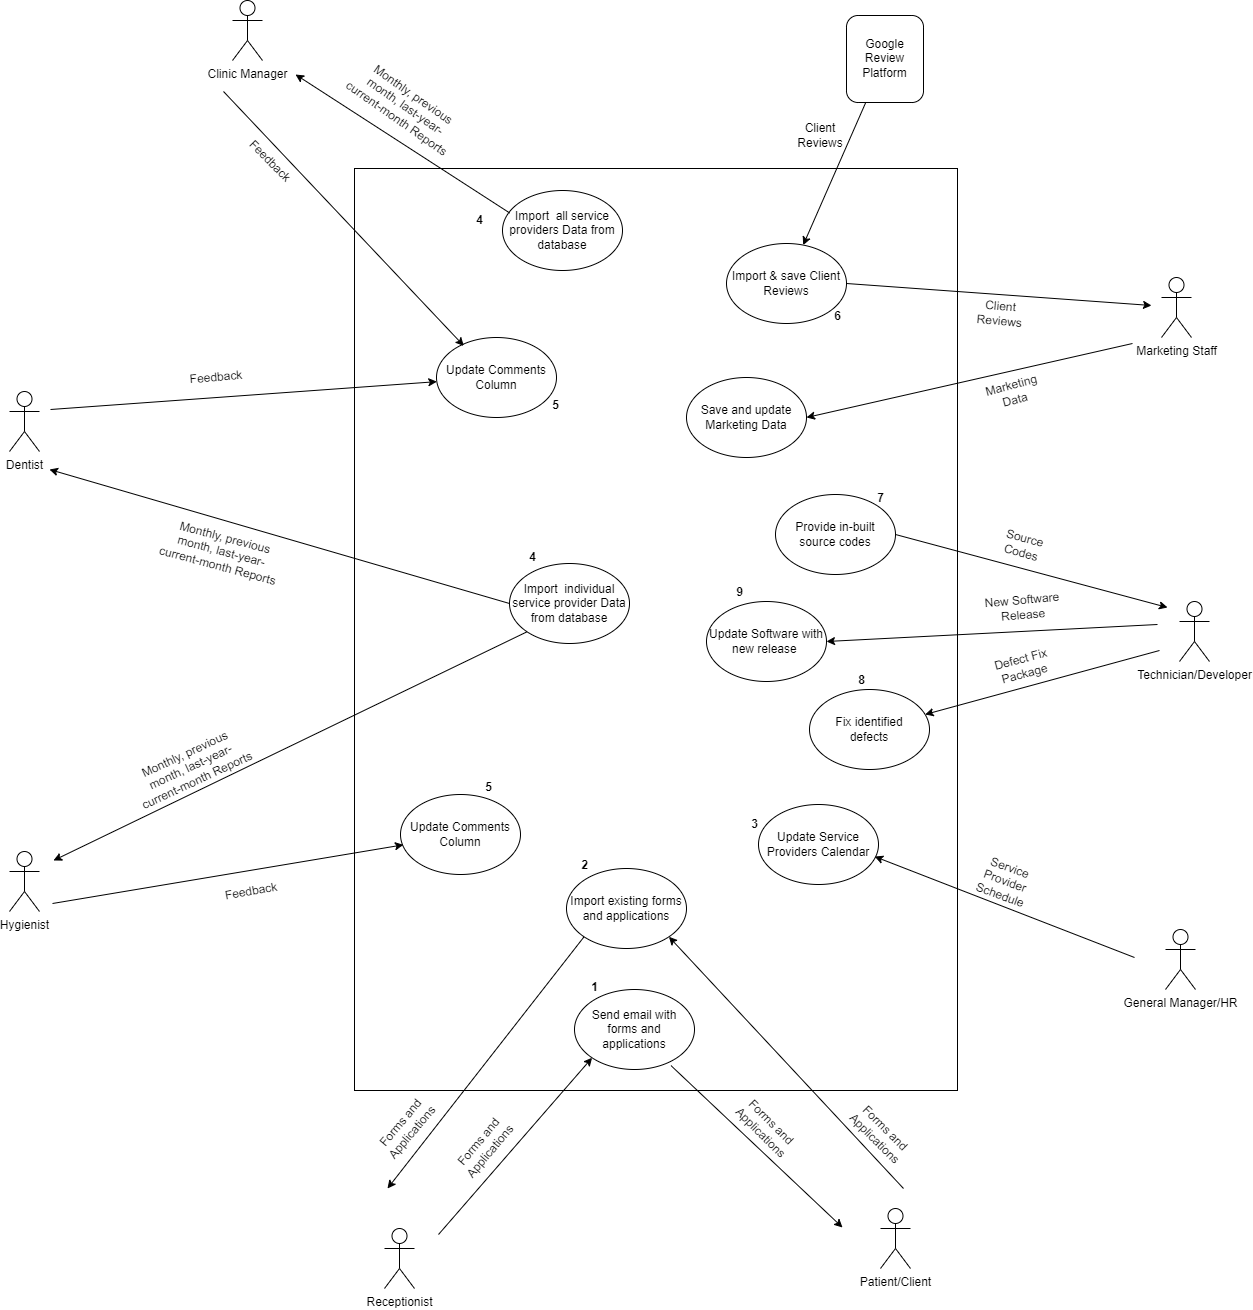 Clinic Manager
Google
Review
Platform
Monthly, previous
month, last-year-
current-month Reports
Client
Reviews
Feedback
4
Import  all service
providers Data from
database
Import & save Client
Reviews
6
Client
Reviews
Marketing Staff
Update Comments
Column
5
Feedback
Dentist
Save and update
Marketing Data
Marketing
Data
7
Provide in-built
source codes
Source
Codes
Monthly, previous
month, last-year-
current-month Reports
4
Import  individual
service provider Data
from database
9
Update Software with
new release
New Software
Release
Technician/Developer
Defect Fix
Package
8
Fix identified
defects
Monthly, previous
month, last-year-
current-month Reports
5
Update Comments
Column
3
Update Service
Providers Calendar
Service
Provider
Schedule
Feedback
Hygienist
2
Import existing forms
and applications
General Manager/HR
1
Send email with
forms and
applications
Forms and
Applications
Forms and
Applications
Forms and
Applications
Forms and
Applications
Receptionist
Patient/Client